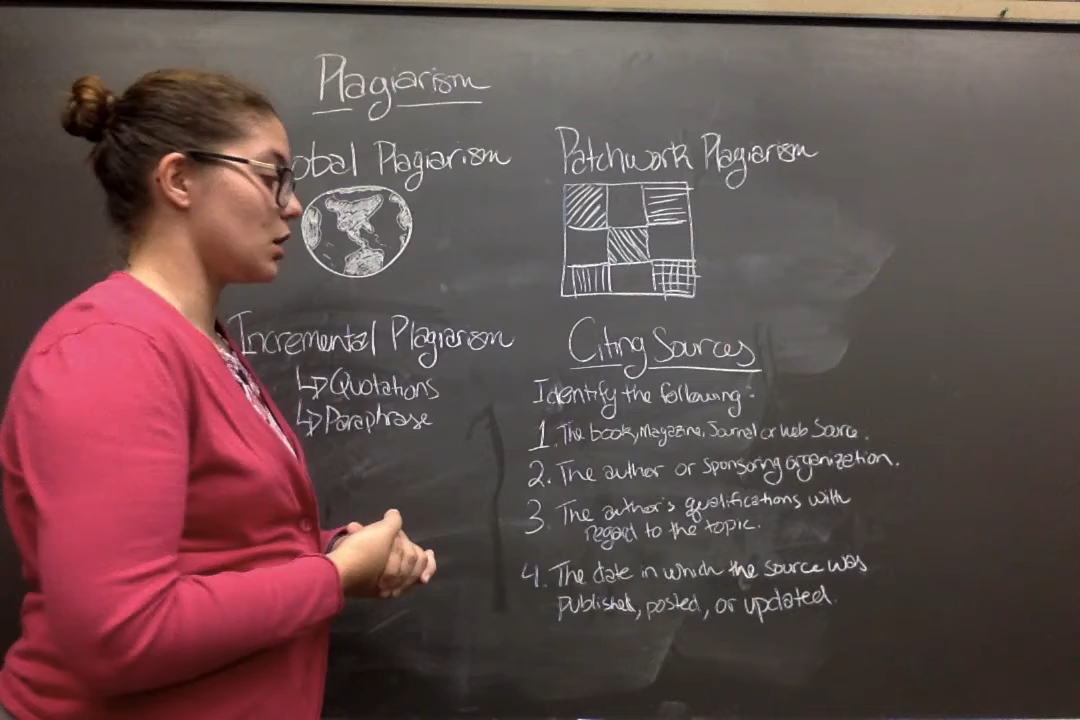 Plagiarism
obal Plagiarism
Patchwork Plagiarism
Incremental Plagiarism
↳Quotations
↳Paraphrase
Citing Sources
Identify the following:
1. The book, Magazine, Journal or Web Source.
2. The author or sponsoring organization.
3. The author's qualifications with
regard to the topic.
4. The date in which the source was
published, posted, or updated.